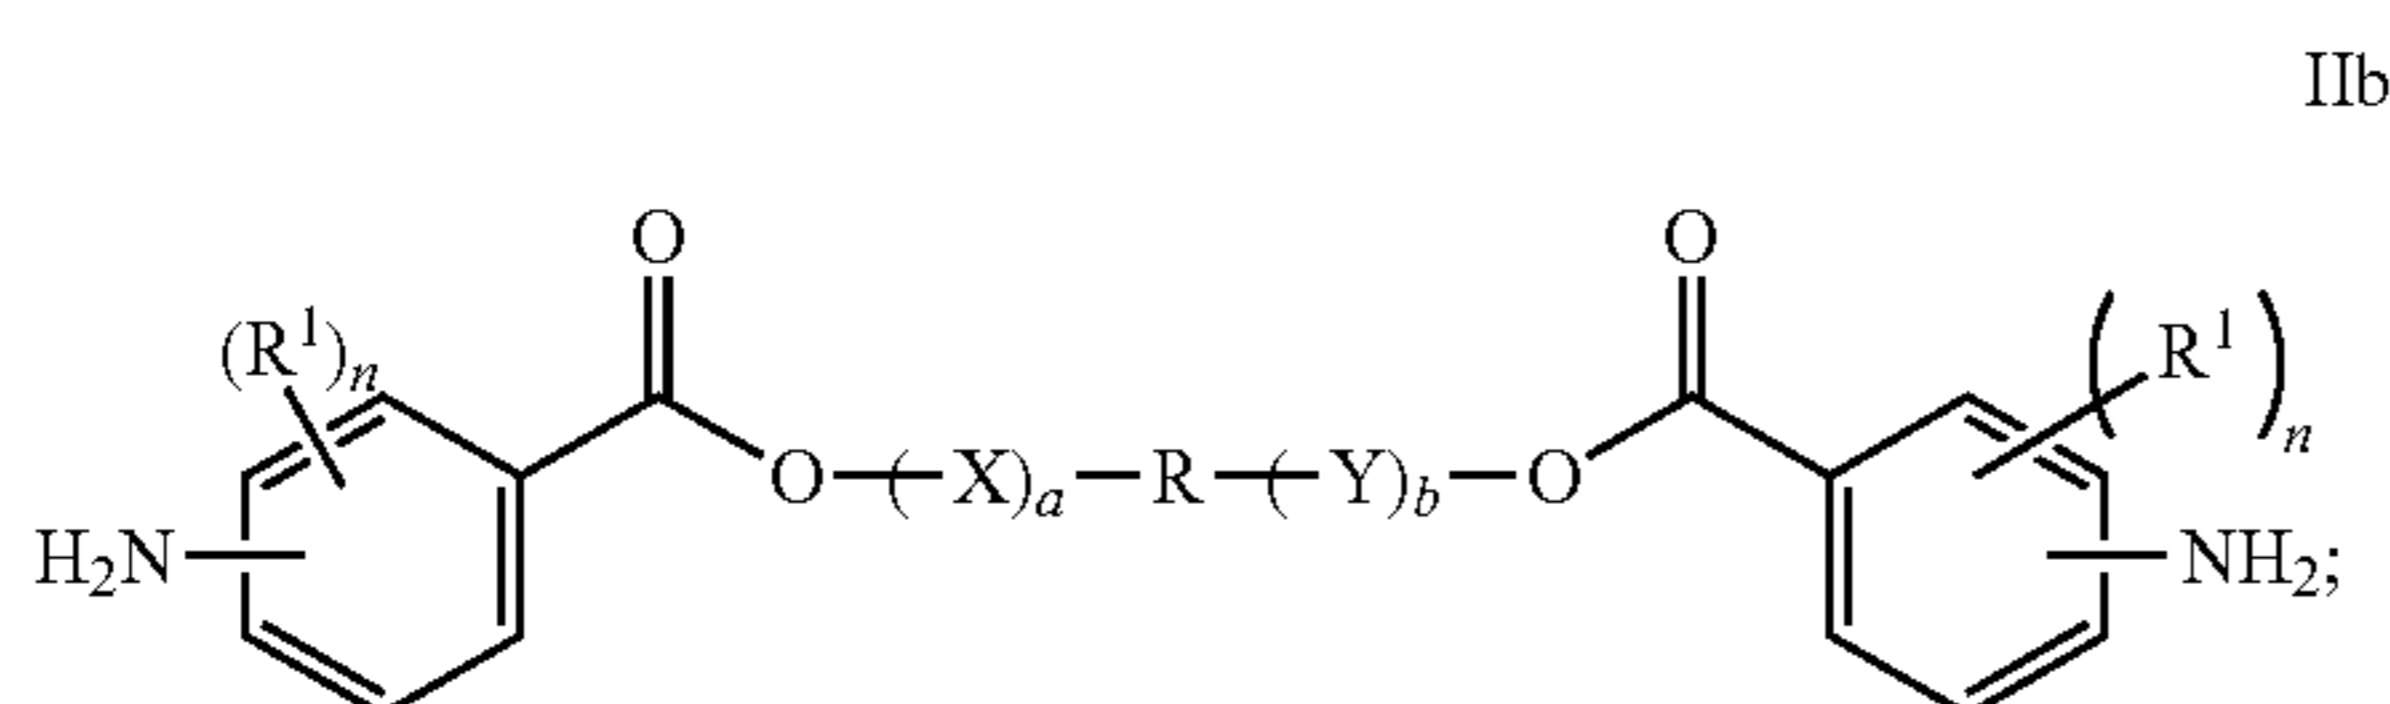 IIb
O O
(R¹)ₙ (R¹)ₙ
O—(X)ₐ—R—(Y)b—O
H₂N NH₂;